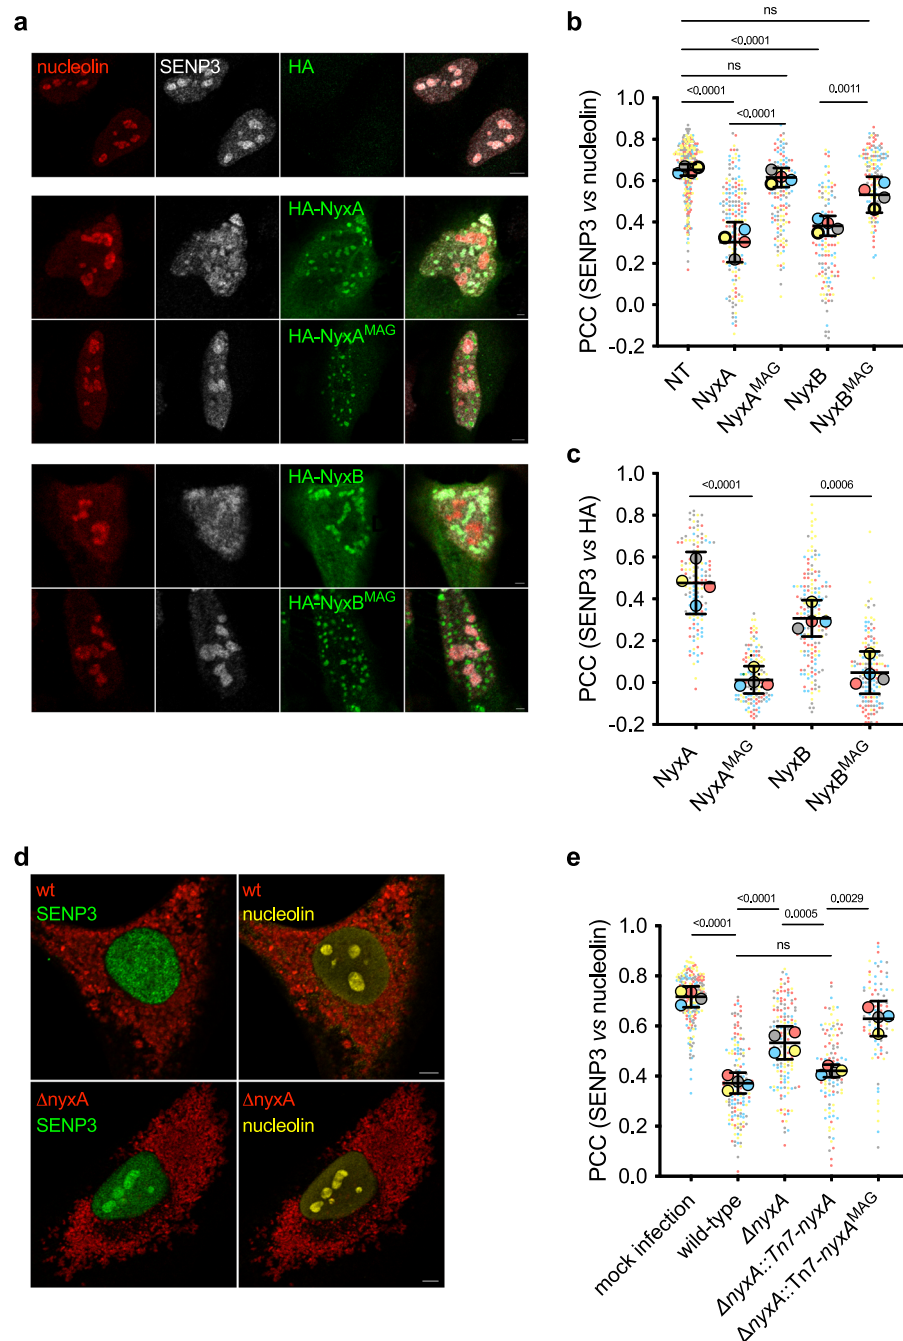 a
nucleolin
SENP3
HA
HA-NyxA
HA-NyxA^MAG
HA-NyxB
HA-NyxB^MAG
b
ns
<0.0001
ns
<0.0001
0.0011
<0.0001
1.0
0.8
0.6
0.4
0.2
0.0
-0.2
PCC (SENP3 vs nucleolin)
NT
NyxA
NyxA^MAG
NyxB
NyxB^MAG
c
<0.0001
0.0006
1.0
0.8
0.6
0.4
0.2
0.0
-0.2
PCC (SENP3 vs HA)
NyxA
NyxA^MAG
NyxB
NyxB^MAG
d
wt
SENP3
wt
nucleolin
ΔnyxA
SENP3
ΔnyxA
nucleolin
e
<0.0001
<0.0001
0.0005
0.0029
ns
1.0
0.8
0.6
0.4
0.2
0.0
PCC (SENP3 vs nucleolin)
mock infection
wild-type
ΔnyxA
ΔnyxA::Tn7-nyxA
ΔnyxA::Tn7-nyxA^MAG